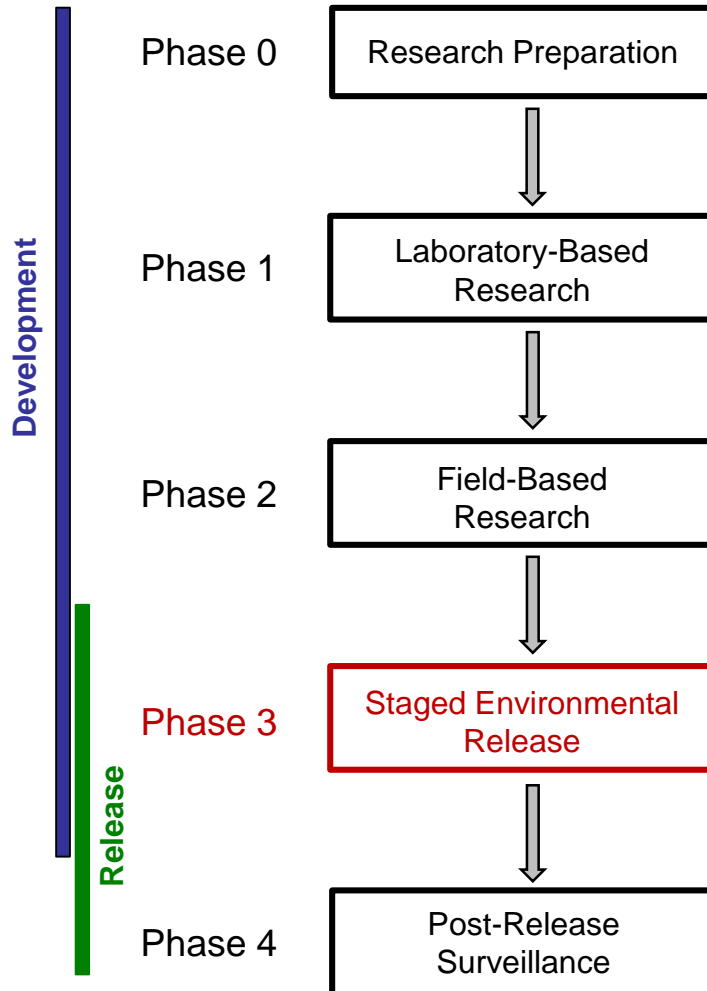 Phase 0
Research Preparation
Phase 1
Laboratory-Based
Research
Development
Phase 2
Field-Based
Research
Phase 3
Staged Environmental
Release
Release
Phase 4
Post-Release
Surveillance